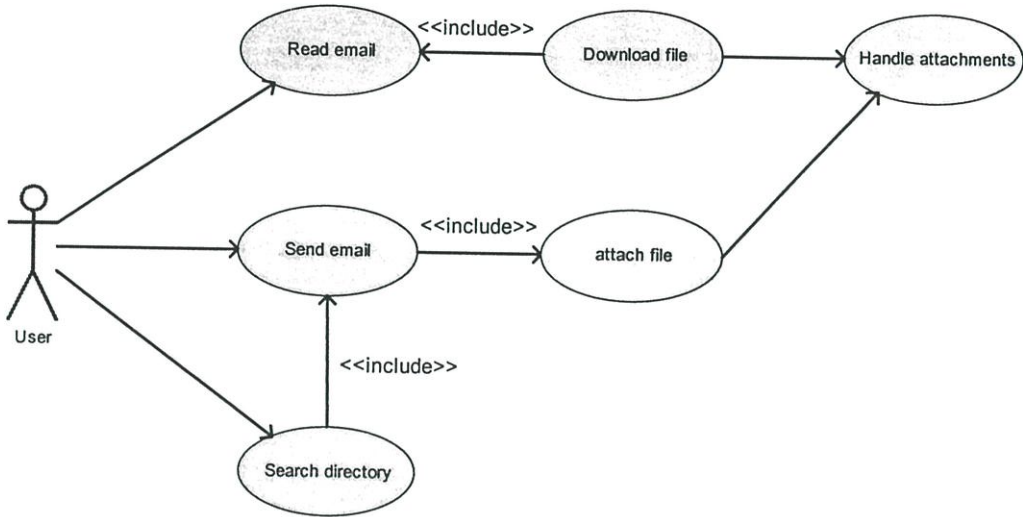 <<include>>
Read email
Download file
Handle attachments
<<include>>
Send email
attach file
User
<<include>>
Search directory